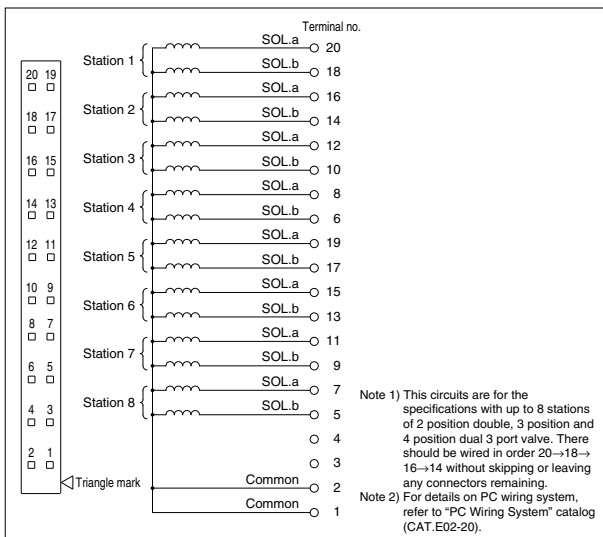 Terminal no.
Station 1
SOL.a
20
SOL.b
18
Station 2
SOL.a
16
SOL.b
14
Station 3
SOL.a
12
SOL.b
10
Station 4
SOL.a
8
SOL.b
6
Station 5
SOL.a
19
SOL.b
17
Station 6
SOL.a
15
SOL.b
13
Station 7
SOL.a
11
SOL.b
9
Station 8
SOL.a
7
SOL.b
5
4
3
Common
2
Common
1
20 19
18 17
16 15
14 13
12 11
10 9
8 7
6 5
4 3
2 1
Triangle mark
Note 1) This circuits are for the
specifications with up to 8 stations
of 2 position double, 3 position and
4 position dual 3 port valve. There
should be wired in order 20→18→
16→14 without skipping or leaving
any connectors remaining.
Note 2) For details on PC wiring system,
refer to “PC Wiring System” catalog
(CAT.E02-20).